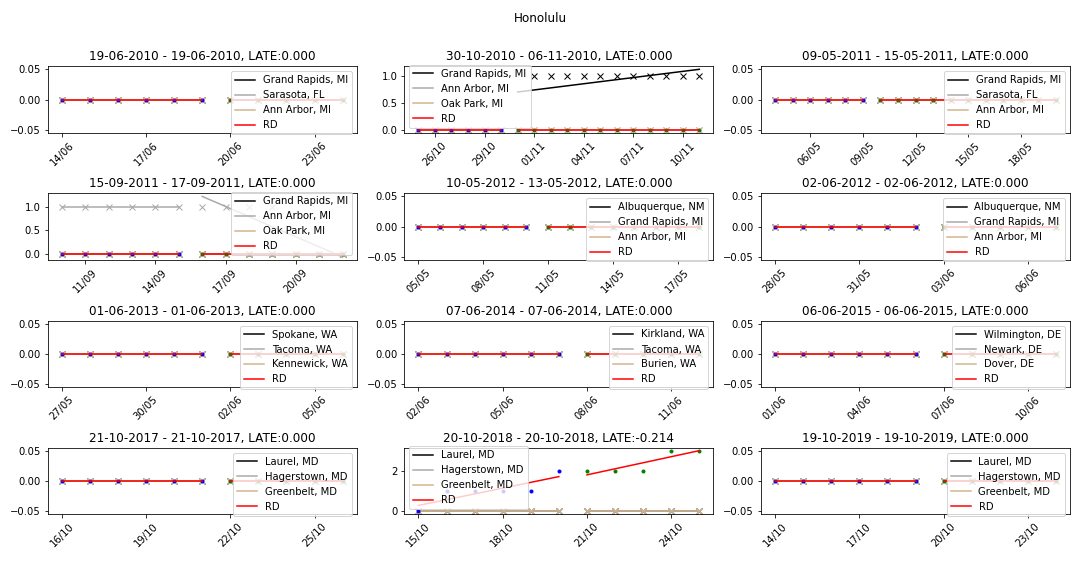 Honolulu
19-06-2010 - 19-06-2010, LATE:0.000
0.05
0.00
−0.05
Grand Rapids, MI
Sarasota, FL
Ann Arbor, MI
RD
14/06
17/06
20/06
23/06
30-10-2010 - 06-11-2010, LATE:0.000
1.0
0.5
0.0
Grand Rapids, MI
Ann Arbor, MI
Oak Park, MI
RD
26/10
29/10
01/11
04/11
07/11
10/11
09-05-2011 - 15-05-2011, LATE:0.000
0.05
0.00
−0.05
Grand Rapids, MI
Sarasota, FL
Ann Arbor, MI
RD
06/05
09/05
12/05
15/05
18/05
15-09-2011 - 17-09-2011, LATE:0.000
1.0
0.5
0.0
Grand Rapids, MI
Ann Arbor, MI
Oak Park, MI
RD
11/09
14/09
17/09
20/09
10-05-2012 - 13-05-2012, LATE:0.000
0.05
0.00
−0.05
Albuquerque, NM
Grand Rapids, MI
Ann Arbor, MI
RD
05/05
08/05
11/05
14/05
17/05
02-06-2012 - 02-06-2012, LATE:0.000
0.05
0.00
−0.05
Albuquerque, NM
Grand Rapids, MI
Ann Arbor, MI
RD
28/05
31/05
03/06
06/06
01-06-2013 - 01-06-2013, LATE:0.000
0.05
0.00
−0.05
Spokane, WA
Tacoma, WA
Kennewick, WA
RD
27/05
30/05
02/06
05/06
07-06-2014 - 07-06-2014, LATE:0.000
0.05
0.00
−0.05
Kirkland, WA
Tacoma, WA
Burien, WA
RD
02/06
05/06
08/06
11/06
06-06-2015 - 06-06-2015, LATE:0.000
0.05
0.00
−0.05
Wilmington, DE
Newark, DE
Dover, DE
RD
01/06
04/06
07/06
10/06
21-10-2017 - 21-10-2017, LATE:0.000
0.05
0.00
−0.05
Laurel, MD
Hagerstown, MD
Greenbelt, MD
RD
16/10
19/10
22/10
25/10
20-10-2018 - 20-10-2018, LATE:-0.214
2
0
Laurel, MD
Hagerstown, MD
Greenbelt, MD
RD
15/10
18/10
21/10
24/10
19-10-2019 - 19-10-2019, LATE:0.000
0.05
0.00
−0.05
Laurel, MD
Hagerstown, MD
Greenbelt, MD
RD
14/10
17/10
20/10
23/10